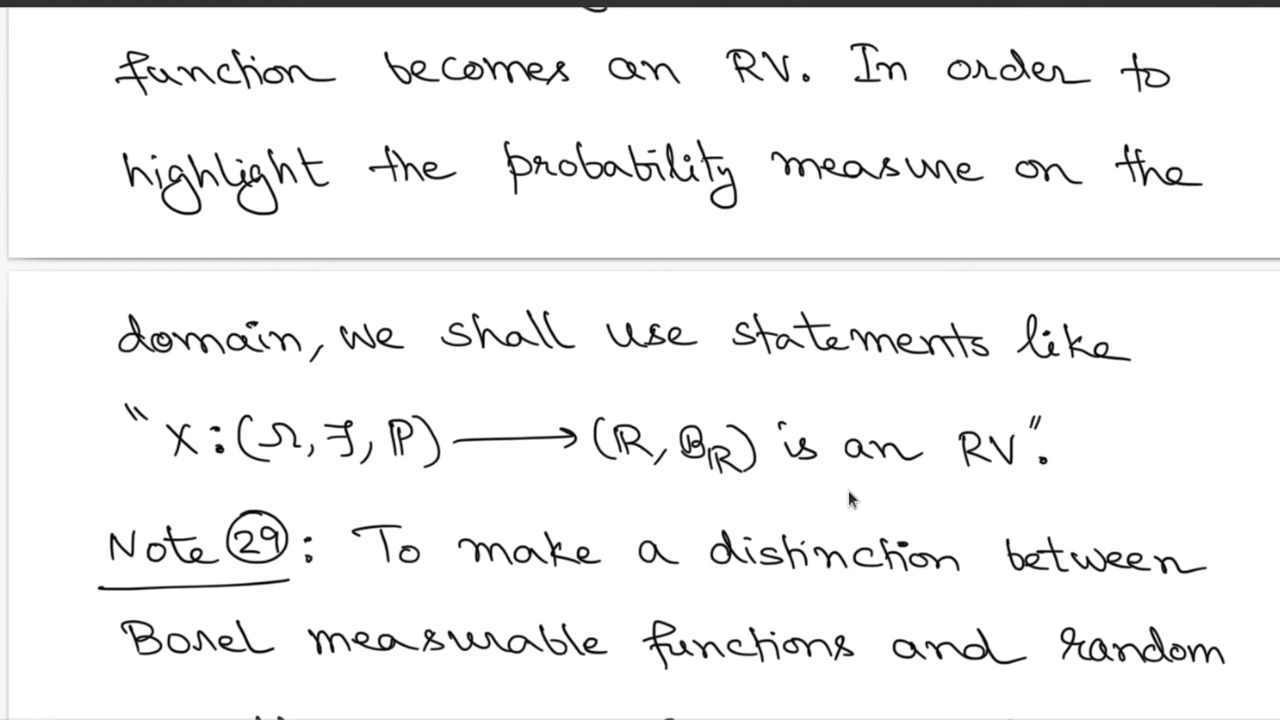 function becomes an RV. In order to
highlight the probability measure on the
domain, we shall use statements like
"X:(Ω, ℱ, ℙ) ⟶ (ℝ, 𝔹ℝ) is an RV".
Note 29: To make a distinction between
Borel measurable functions and random